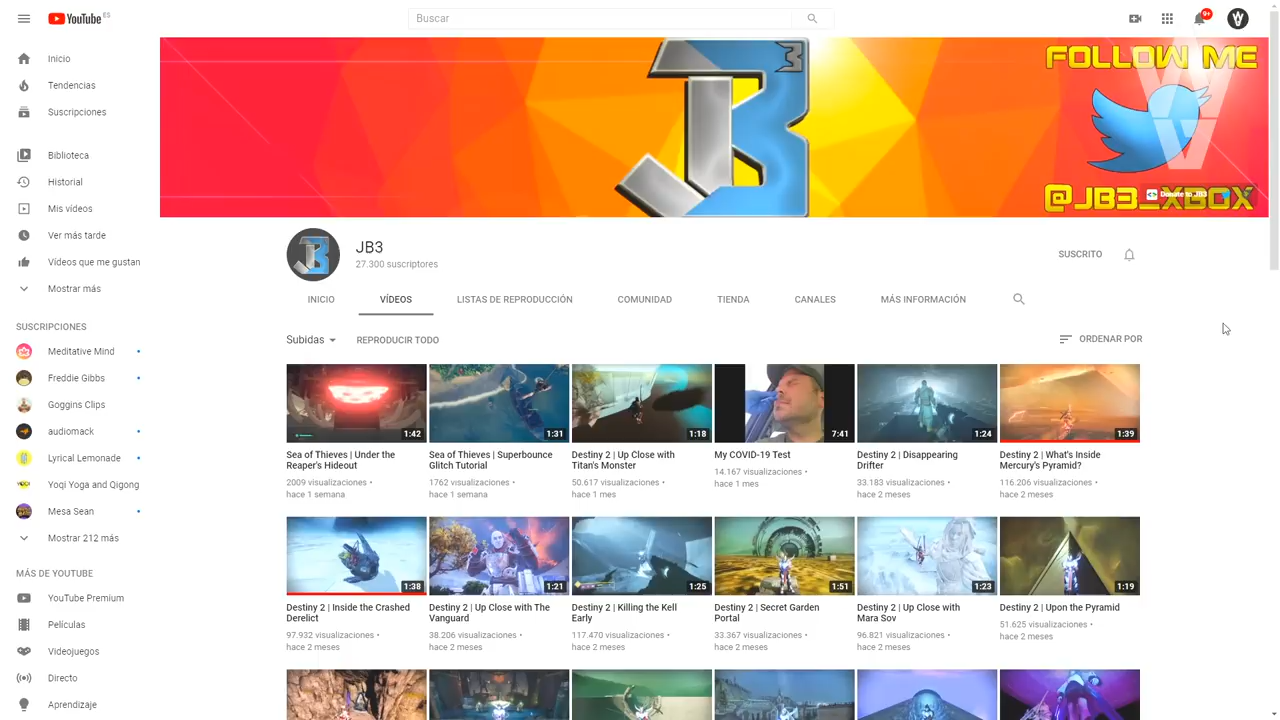 YouTube ES
Buscar
9+
Inicio
Tendencias
Suscripciones
Biblioteca
Historial
Mis vídeos
Ver más tarde
Vídeos que me gustan
Mostrar más
SUSCRIPCIONES
Meditative Mind
Freddie Gibbs
Goggins Clips
audiomack
Lyrical Lemonade
Yoqi Yoga and Qigong
Mesa Sean
Mostrar 212 más
MÁS DE YOUTUBE
YouTube Premium
Películas
Videojuegos
Directo
Aprendizaje
JB3
FOLLOW ME
@JB3_XBOX
Donate to JB3
JB3
27.300 suscriptores
SUSCRITO
INICIO VÍDEOS LISTAS DE REPRODUCCIÓN COMUNIDAD TIENDA CANALES MÁS INFORMACIÓN
Subidas REPRODUCIR TODO
ORDENAR POR
1:42
Sea of Thieves | Under the
Reaper's Hideout
2009 visualizaciones •
hace 1 semana
1:31
Sea of Thieves | Superbounce
Glitch Tutorial
1762 visualizaciones •
hace 1 semana
1:18
Destiny 2 | Up Close with
Titan's Monster
50.617 visualizaciones •
hace 1 mes
7:41
My COVID-19 Test
14.167 visualizaciones •
hace 1 mes
1:24
Destiny 2 | Disappearing
Drifter
33.183 visualizaciones •
hace 2 meses
1:39
Destiny 2 | What's Inside
Mercury's Pyramid?
116.206 visualizaciones •
hace 2 meses
1:38
Destiny 2 | Inside the Crashed
Derelict
97.932 visualizaciones •
hace 2 meses
1:21
Destiny 2 | Up Close with The
Vanguard
38.206 visualizaciones •
hace 2 meses
1:25
Destiny 2 | Killing the Kell
Early
117.470 visualizaciones •
hace 2 meses
1:51
Destiny 2 | Secret Garden
Portal
33.367 visualizaciones •
hace 2 meses
1:23
Destiny 2 | Up Close with
Mara Sov
96.821 visualizaciones •
hace 2 meses
1:19
Destiny 2 | Upon the Pyramid
51.625 visualizaciones •
hace 2 meses